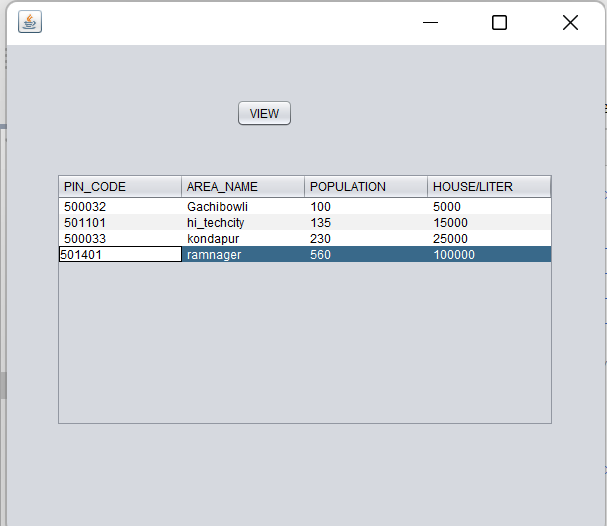 VIEW
PIN_CODE AREA_NAME POPULATION HOUSE/LITER
500032 Gachibowli 100 5000
501101 hi_techcity 135 15000
500033 kondapur 230 25000
501401 ramnager 560 100000